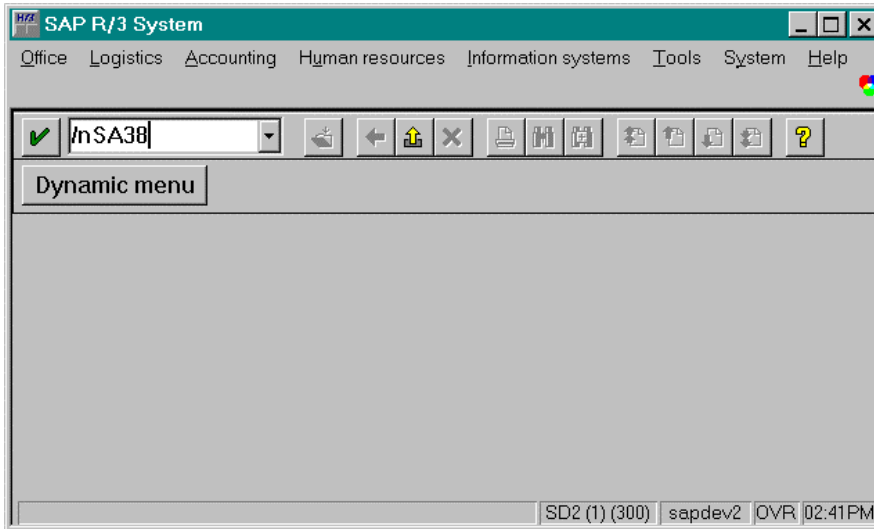 SAP R/3 System
Office Logistics Accounting Human resources Information systems Tools System Help
/nSA38
Dynamic menu
SD2 (1) (300) sapdev2 OVR 02:41PM